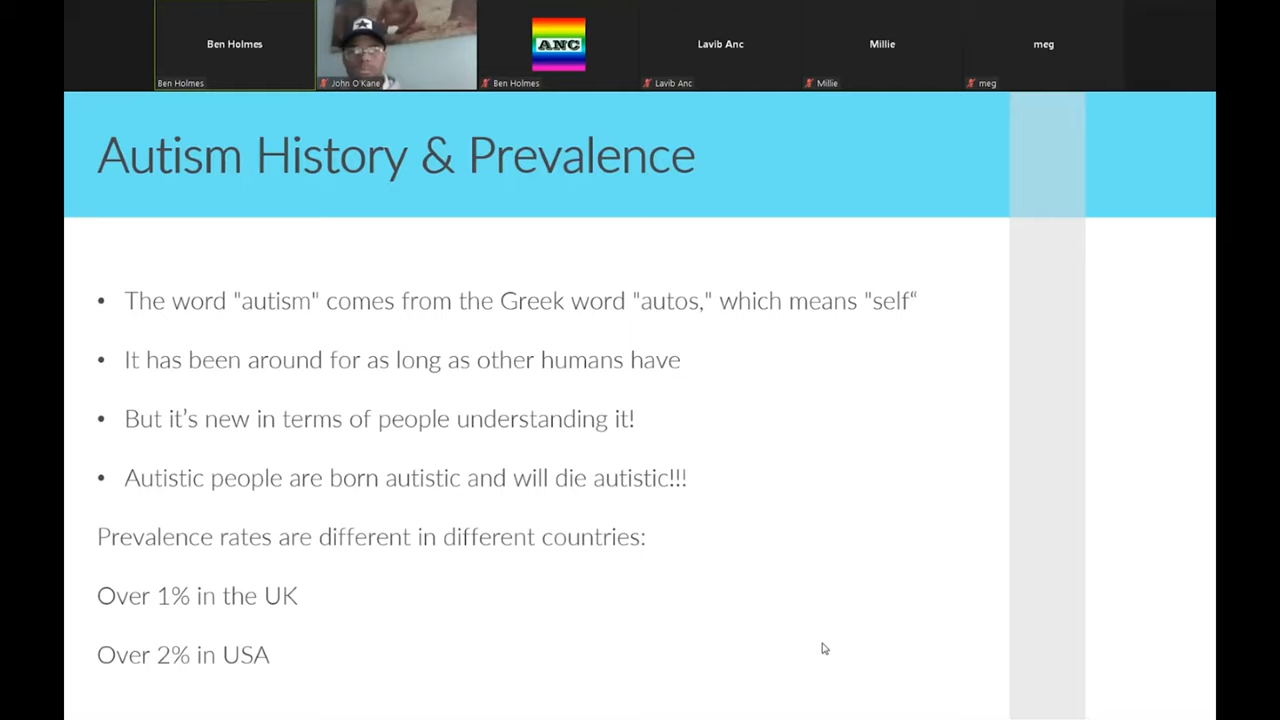 Ben Holmes
ANC
Lavib Anc
Millie
meg
Ben Holmes
John O'Kane
Ben Holmes
Lavib Anc
Millie
meg
Autism History & Prevalence
• The word "autism" comes from the Greek word "autos," which means "self“
• It has been around for as long as other humans have
• But it’s new in terms of people understanding it!
• Autistic people are born autistic and will die autistic!!!
Prevalence rates are different in different countries:
Over 1% in the UK
Over 2% in USA